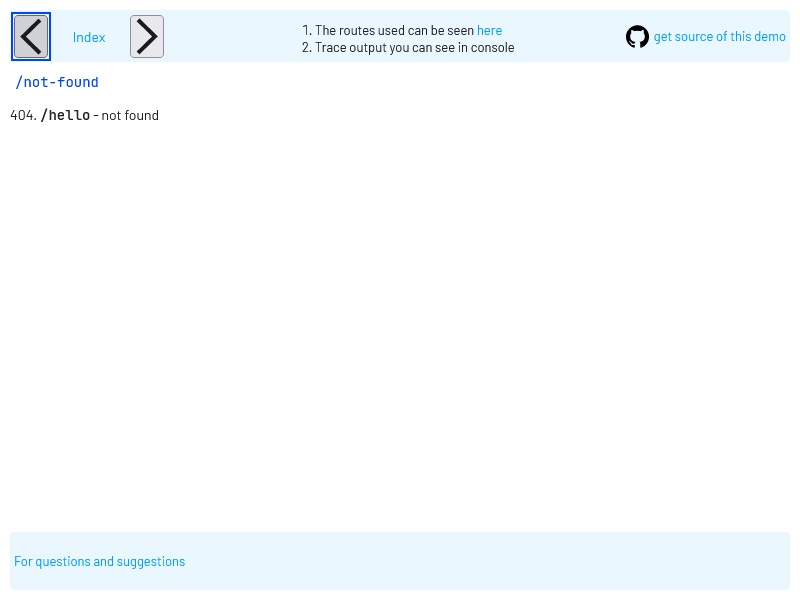 Index
1. The routes used can be seen here
2. Trace output you can see in console
get source of this demo
/not-found
404. /hello - not found
For questions and suggestions